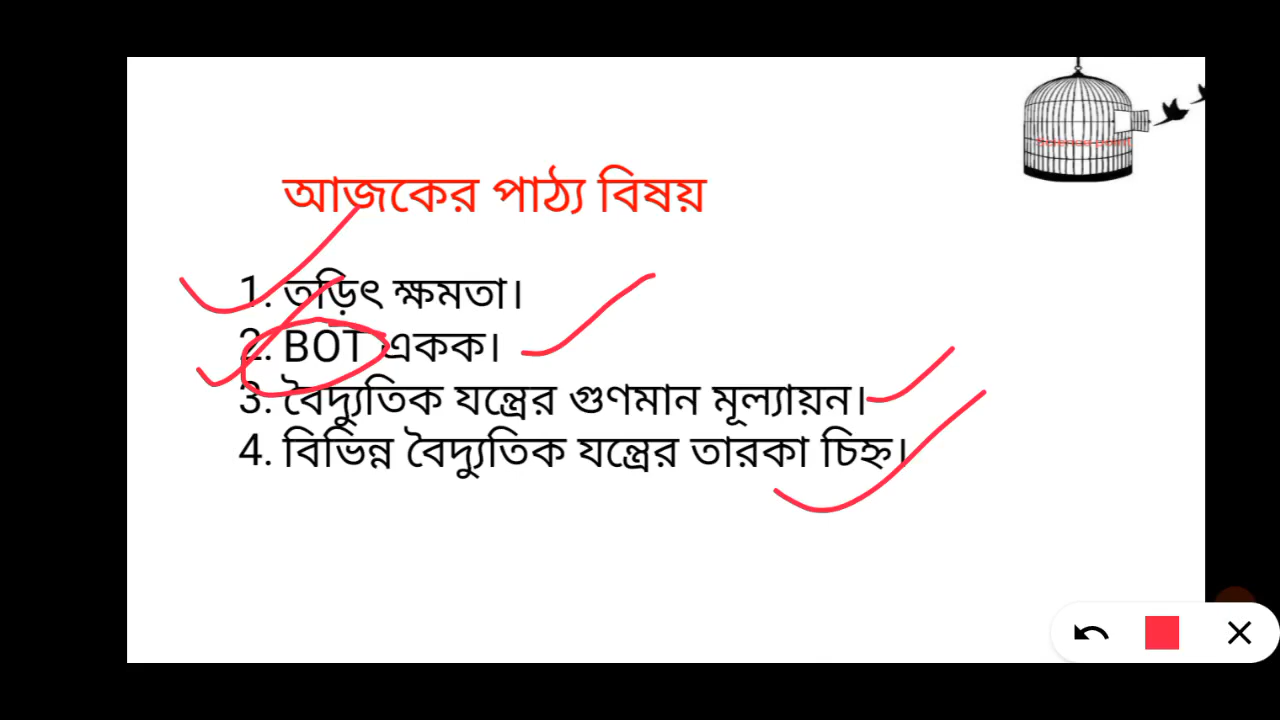 আজকের পাঠ্য বিষয়
1. তড়িৎ ক্ষমতা।
2. BOT একক।
3. বৈদ্যুতিক যন্ত্রের গুণমান মূল্যায়ন।
4. বিভিন্ন বৈদ্যুতিক যন্ত্রের তারকা চিহ্ন।